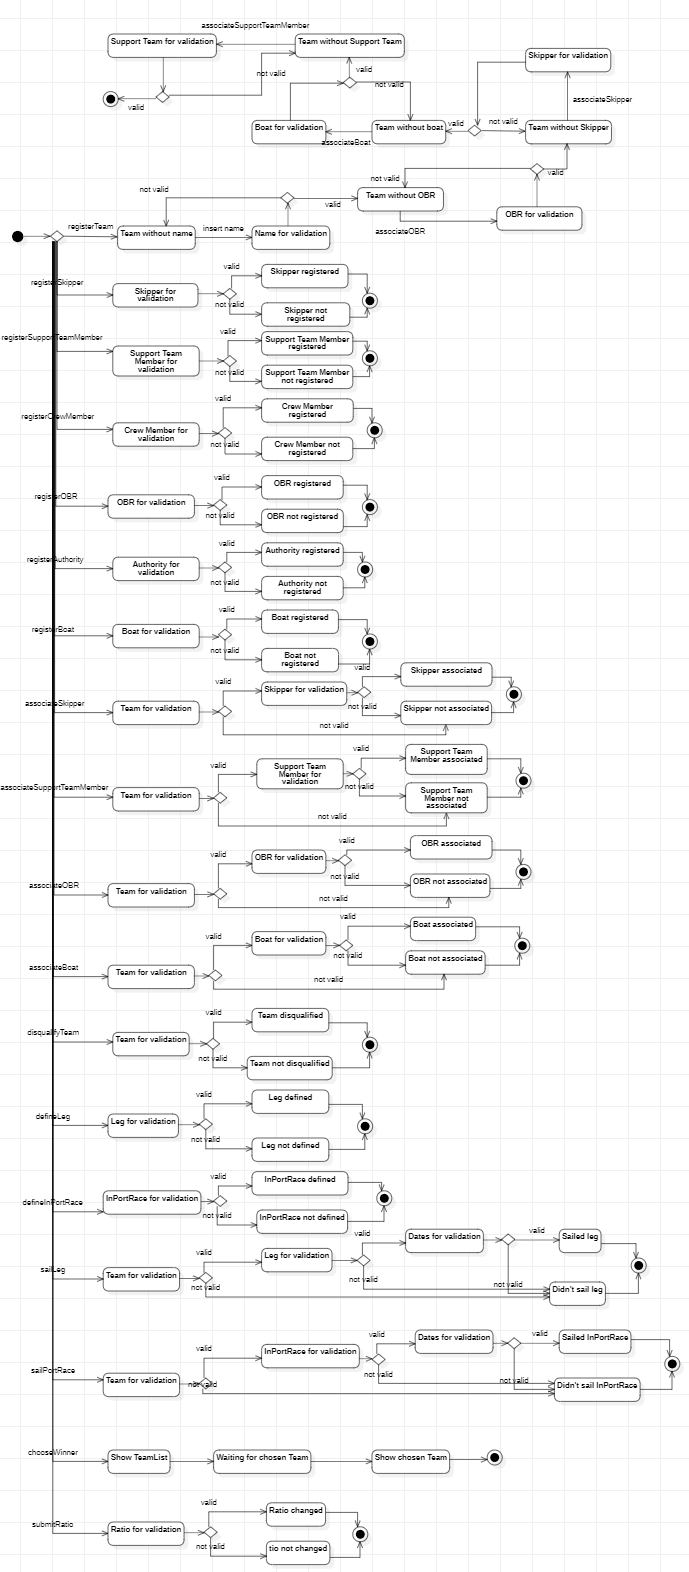 associateSupportTeamMember
Support Team for validation
Team without Support Team
Skipper for validation
not valid
valid
not valid
valid
associateSkipper
Boat for validation
Team without boat
valid
not valid
Team without Skipper
associateBoat
not valid
valid
not valid
Team without OBR
valid
OBR for validation
associateOBR
registerTeam
Team without name
insert name
Name for validation
registerSkipper
Skipper for
validation
valid
not valid
Skipper registered
Skipper not
registered
registerSupportTeamMember
Support Team
Member for
validation
valid
not valid
Support Team Member
registered
Support Team Member
not registered
registerCrewMember
Crew Member for
validation
valid
not valid
Crew Member
registered
Crew Member not
registered
registerOBR
OBR for validation
valid
not valid
OBR registered
OBR not registered
registerAuthority
Authority for
validation
valid
not valid
Authority registered
Authority not
registered
registerBoat
Boat for validation
valid
not valid
Boat registered
Boat not
registered
associateSkipper
Team for validation
valid
Skipper for validation
valid
not valid
Skipper associated
Skipper not associated
not valid
associateSupportTeamMember
Team for validation
valid
Support Team
Member for
validation
valid
not valid
Support Team
Member associated
Support Team
Member not
associated
not valid
associateOBR
Team for validation
valid
OBR for validation
valid
not valid
OBR associated
OBR not associated
not valid
associateBoat
Team for validation
valid
Boat for validation
valid
not valid
Boat associated
Boat not associated
not valid
disqualifyTeam
Team for validation
valid
not valid
Team disqualified
Team not disqualified
defineLeg
Leg for validation
valid
not valid
Leg defined
Leg not defined
defineInPortRace
InPortRace for validation
valid
not valid
InPortRace defined
InPortRace not defined
sailLeg
Team for validation
valid
not valid
Leg for validation
valid
not valid
Dates for validation
valid
not valid
Sailed leg
Didn't sail leg
sailPortRace
Team for validation
valid
not valid
InPortRace for validation
valid
not valid
Dates for validation
valid
not valid
Sailed InPortRace
Didn't sail InPortRace
chooseWinner
Show TeamList
Waiting for chosen Team
Show chosen Team
submitRatio
Ratio for validation
valid
not valid
Ratio changed
tio not changed